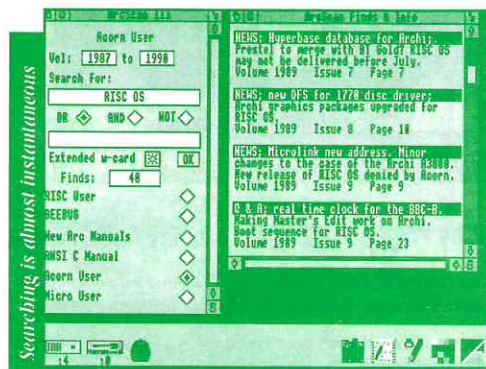 Searching is almost instantaneous
ArcScan III
Acorn User
Vol: 1987 to 1990
Search For:
RISC OS
OR AND NOT
Extended w-card OK
Finds: 40
RISC User
BEEBUG
New Arc Manuals
ANSI C Manual
Acorn User
Micro User
ArcScan Finds & Info
NEWS; Hyperbase database for Archi;.
Prestel to merge with BT Gold? RISC OS
may not be delivered before July.
Volume 1989 Issue 7 Page 7
NEWS; new DFS for 1770 disc driver;
Archi graphics packages upgraded for
RISC OS.
Volume 1989 Issue 8 Page 10
NEWS; Microlink new address. Minor
changes to the case of the Archi A3000.
New release of RISC OS denied by Acorn.
Volume 1989 Issue 9 Page 9
Q & A; real time clock for the BBC-B.
Making Master's Edit work on Archi.
Boot sequence for RISC OS.
Volume 1989 Issue 9 Page 23
:4 :0